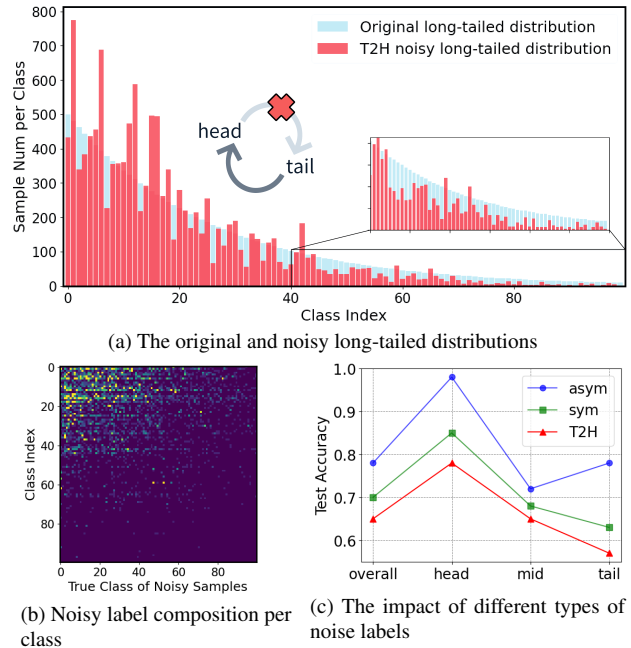 800
700
600
500
400
300
200
100
0
Sample Num per Class
Original long-tailed distribution
T2H noisy long-tailed distribution
head
tail
0 20 40 60 80
Class Index
(a) The original and noisy long-tailed distributions
0
20
40
60
80
Class Index
0 20 40 60 80
True Class of Noisy Samples
(b) Noisy label composition per
class
1.0
0.9
0.8
0.7
0.6
Test Accuracy
asym
sym
T2H
overall head mid tail
(c) The impact of different types of
noise labels